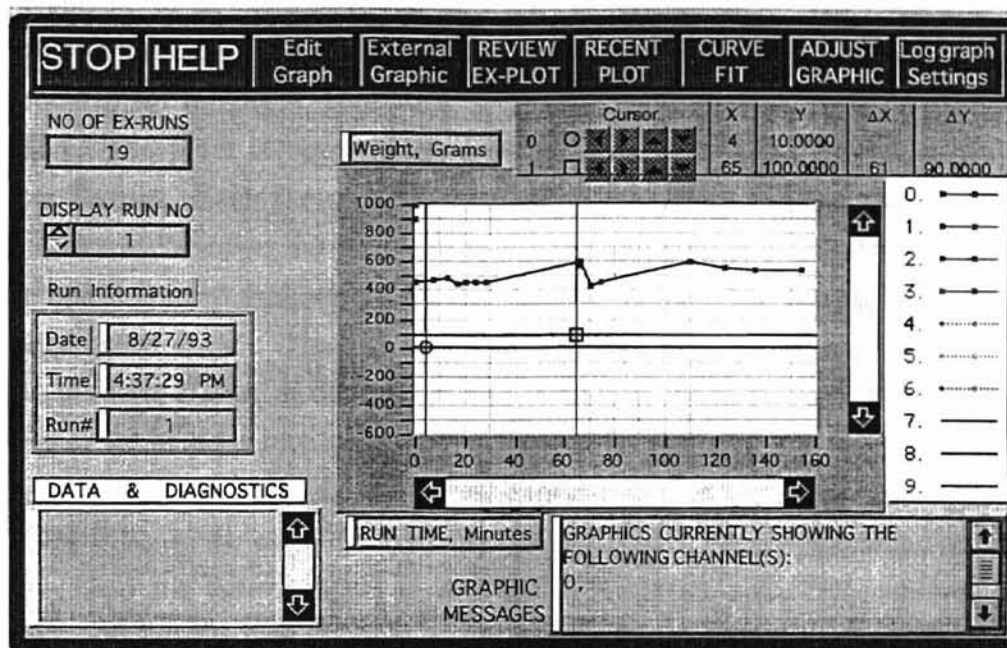 STOP HELP Edit Graph External Graphic REVIEW EX-PLOT RECENT PLOT CURVE FIT ADJUST GRAPHIC Log graph Settings
NO OF EX-RUNS
19
DISPLAY RUN NO
1
Run Information
Date 8/27/93
Time 4:37:29 PM
Run# 1
DATA & DIAGNOSTICS
Weight, Grams
Cursor X Y ΔX ΔY
0 4 10.0000
1 65 100.0000 61 90.0000
1000
800
600
400
200
0
-200
-400
-600
0 20 40 60 80 100 120 140 160
0.
1.
2.
3.
4.
5.
6.
7.
8.
9.
RUN TIME, Minutes
GRAPHIC
MESSAGES
GRAPHICS CURRENTLY SHOWING THE
FOLLOWING CHANNEL(S):
0,